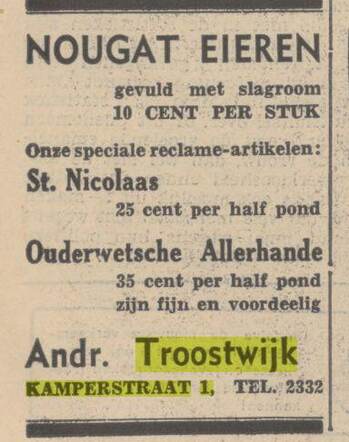 NOUGAT EIEREN
gevuld met slagroom
10 CENT PER STUK
Onze speciale reclame-artikelen:
St. Nicolaas
25 cent per half pond
Ouderwetsche Allerhande
35 cent per half pond
zijn fijn en voordeelig
Andr. Troostwijk
KAMPERSTRAAT 1, TEL. 2332